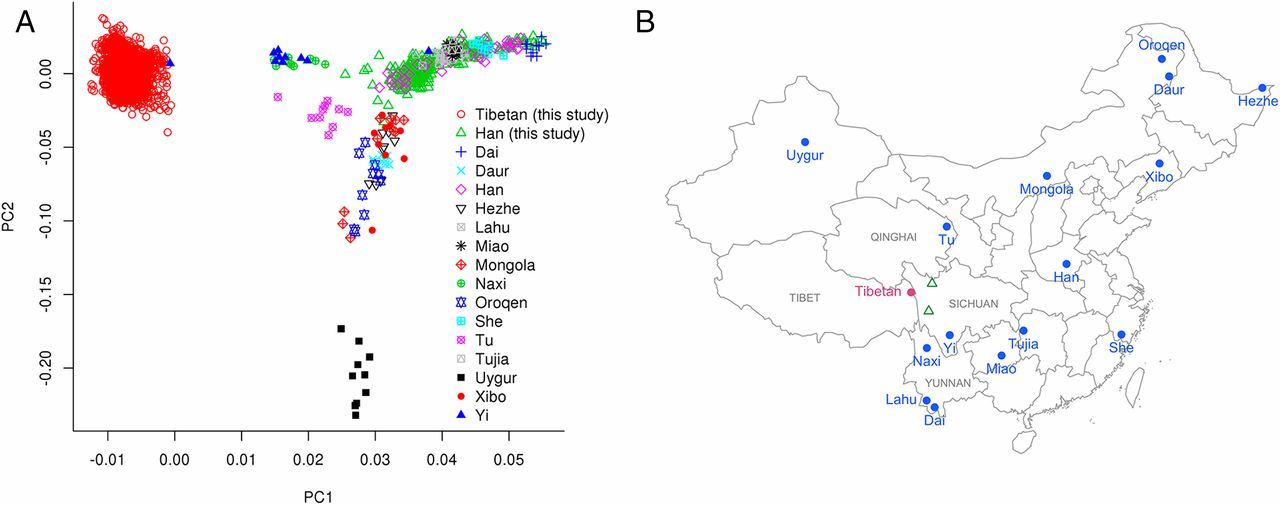 A
PC2
0.00
-0.05
-0.10
-0.15
-0.20
-0.01
0.00
0.01
0.02
0.03
0.04
0.05
PC1
Tibetan (this study)
Han (this study)
Dai
Daur
Han
Hezhe
Lahu
Miao
Mongola
Naxi
Oroqen
She
Tu
Tujia
Uygur
Xibo
Yi
B
Oroqen
Daur
Hezhe
Uygur
Xibo
Mongola
Tu
QINGHAI
Han
Tibetan
TIBET
SICHUAN
Yi
Tujia
She
Naxi
Miao
YUNNAN
Lahu
Dai